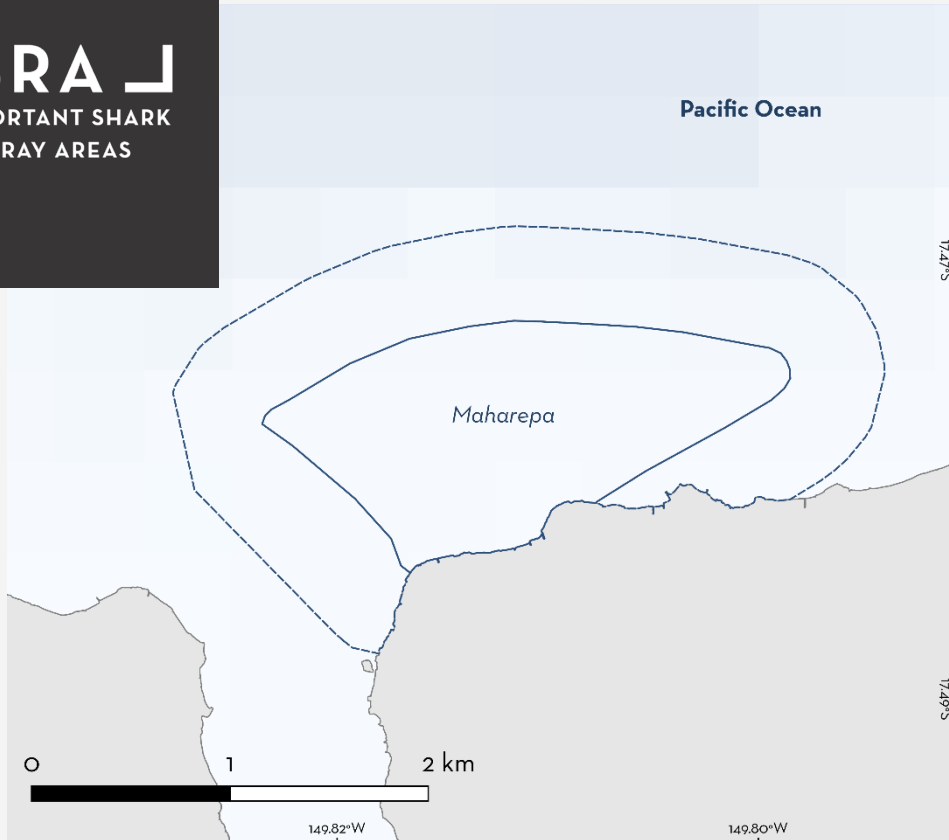 RA
ORTANT SHARK
RAY AREAS
Pacific Ocean
17.47°S
Maharepa
17.49°S
0 1 2 km
149.82°W 149.80°W